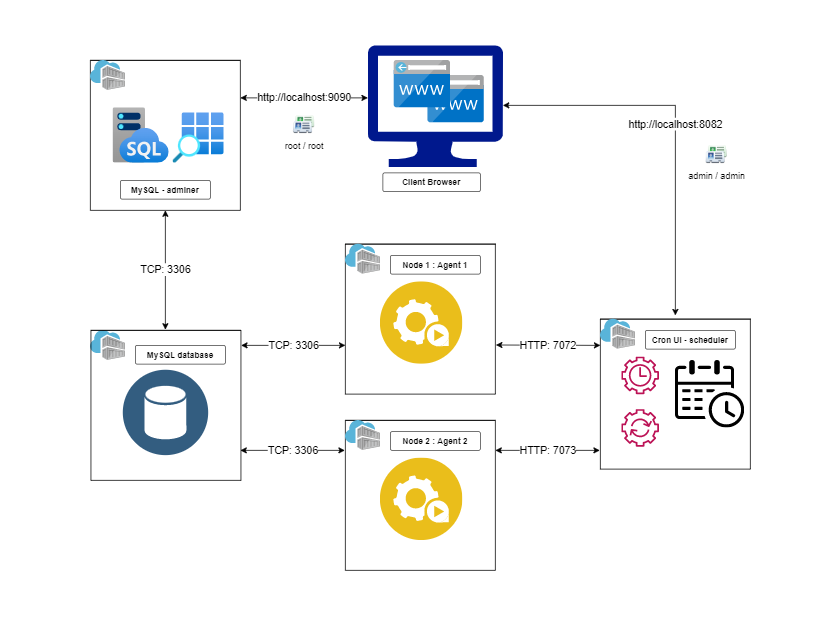 http://localhost:9090
root / root
WWW
WWW
Client Browser
http://localhost:8082
admin / admin
SQL
MySQL - adminer
TCP: 3306
MySQL database
TCP: 3306
TCP: 3306
Node 1 : Agent 1
Node 2 : Agent 2
HTTP: 7072
HTTP: 7073
Cron UI - scheduler